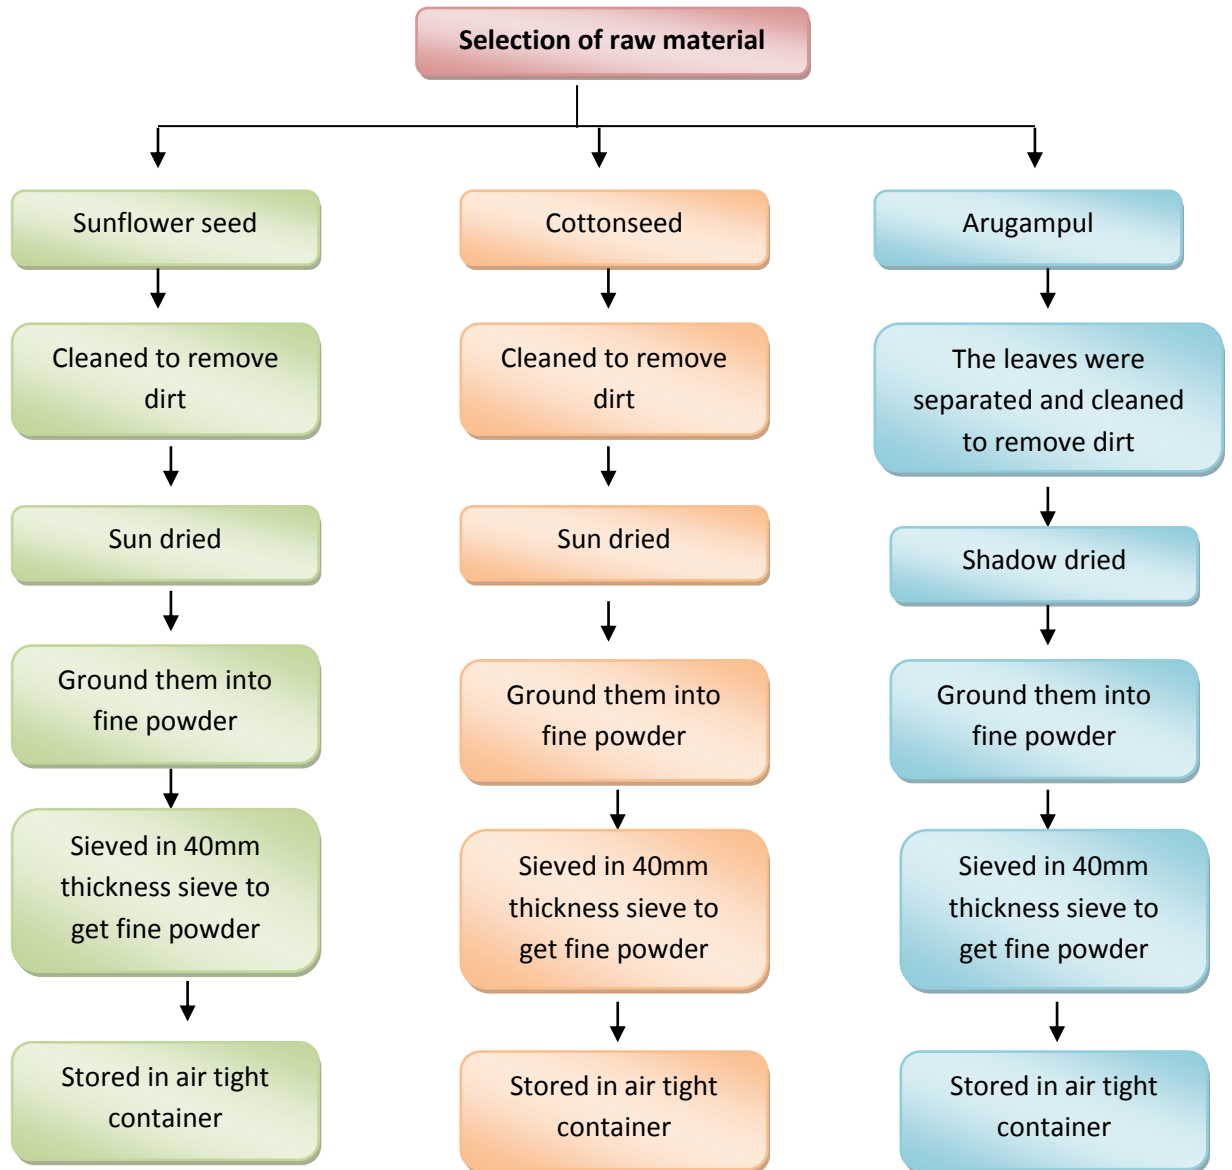 Selection of raw material
Sunflower seed
Cottonseed
Arugampul
Cleaned to remove
dirt
Cleaned to remove
dirt
The leaves were
separated and cleaned
to remove dirt
Sun dried
Sun dried
Shadow dried
Ground them into
fine powder
Ground them into
fine powder
Ground them into
fine powder
Sieved in 40mm
thickness sieve to
get fine powder
Sieved in 40mm
thickness sieve to
get fine powder
Sieved in 40mm
thickness sieve to
get fine powder
Stored in air tight
container
Stored in air tight
container
Stored in air tight
container